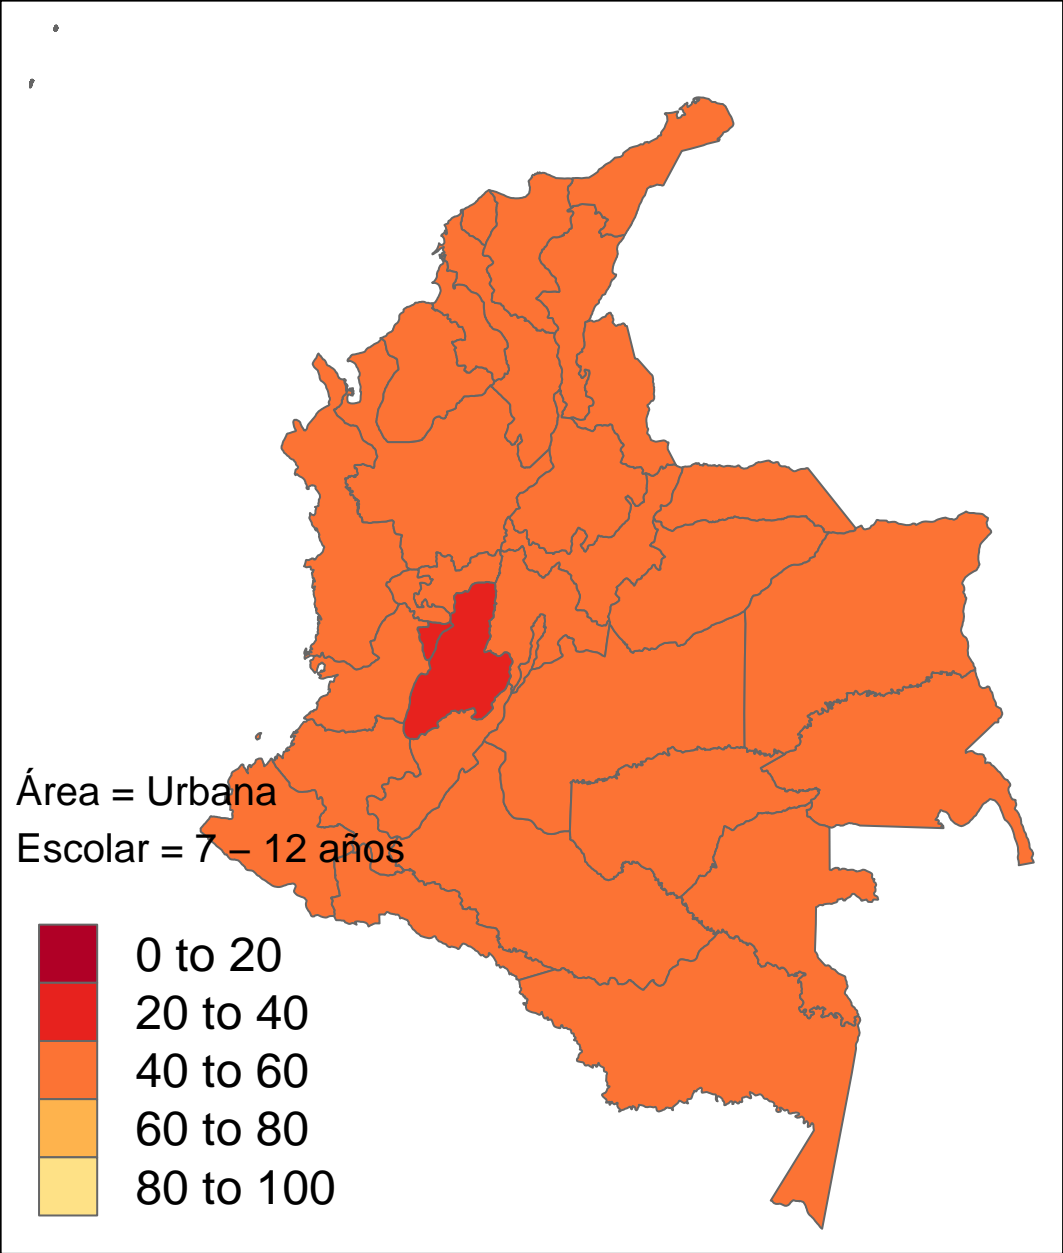 Área = Urbana
Escolar = 7 – 12 años
0 to 20
20 to 40
40 to 60
60 to 80
80 to 100